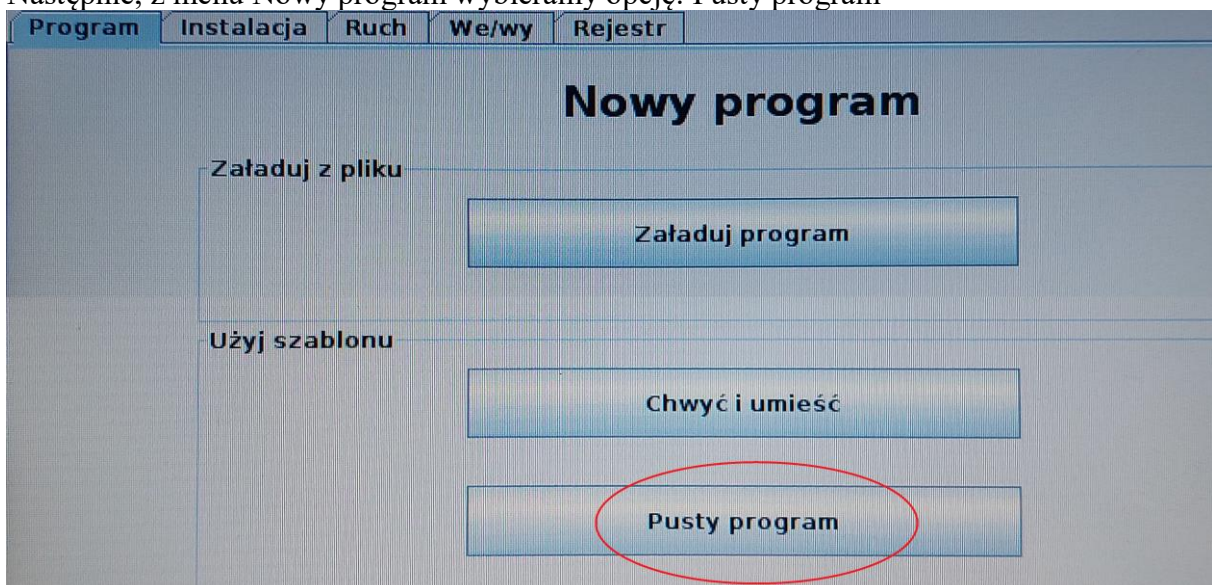 Następnie, z menu Nowy program wybieramy opcję: Pusty program
Program Instalacja Ruch We/wy Rejestr
Nowy program
Załaduj z pliku
Załaduj program
Użyj szablonu
Chwyć i umieść
Pusty program